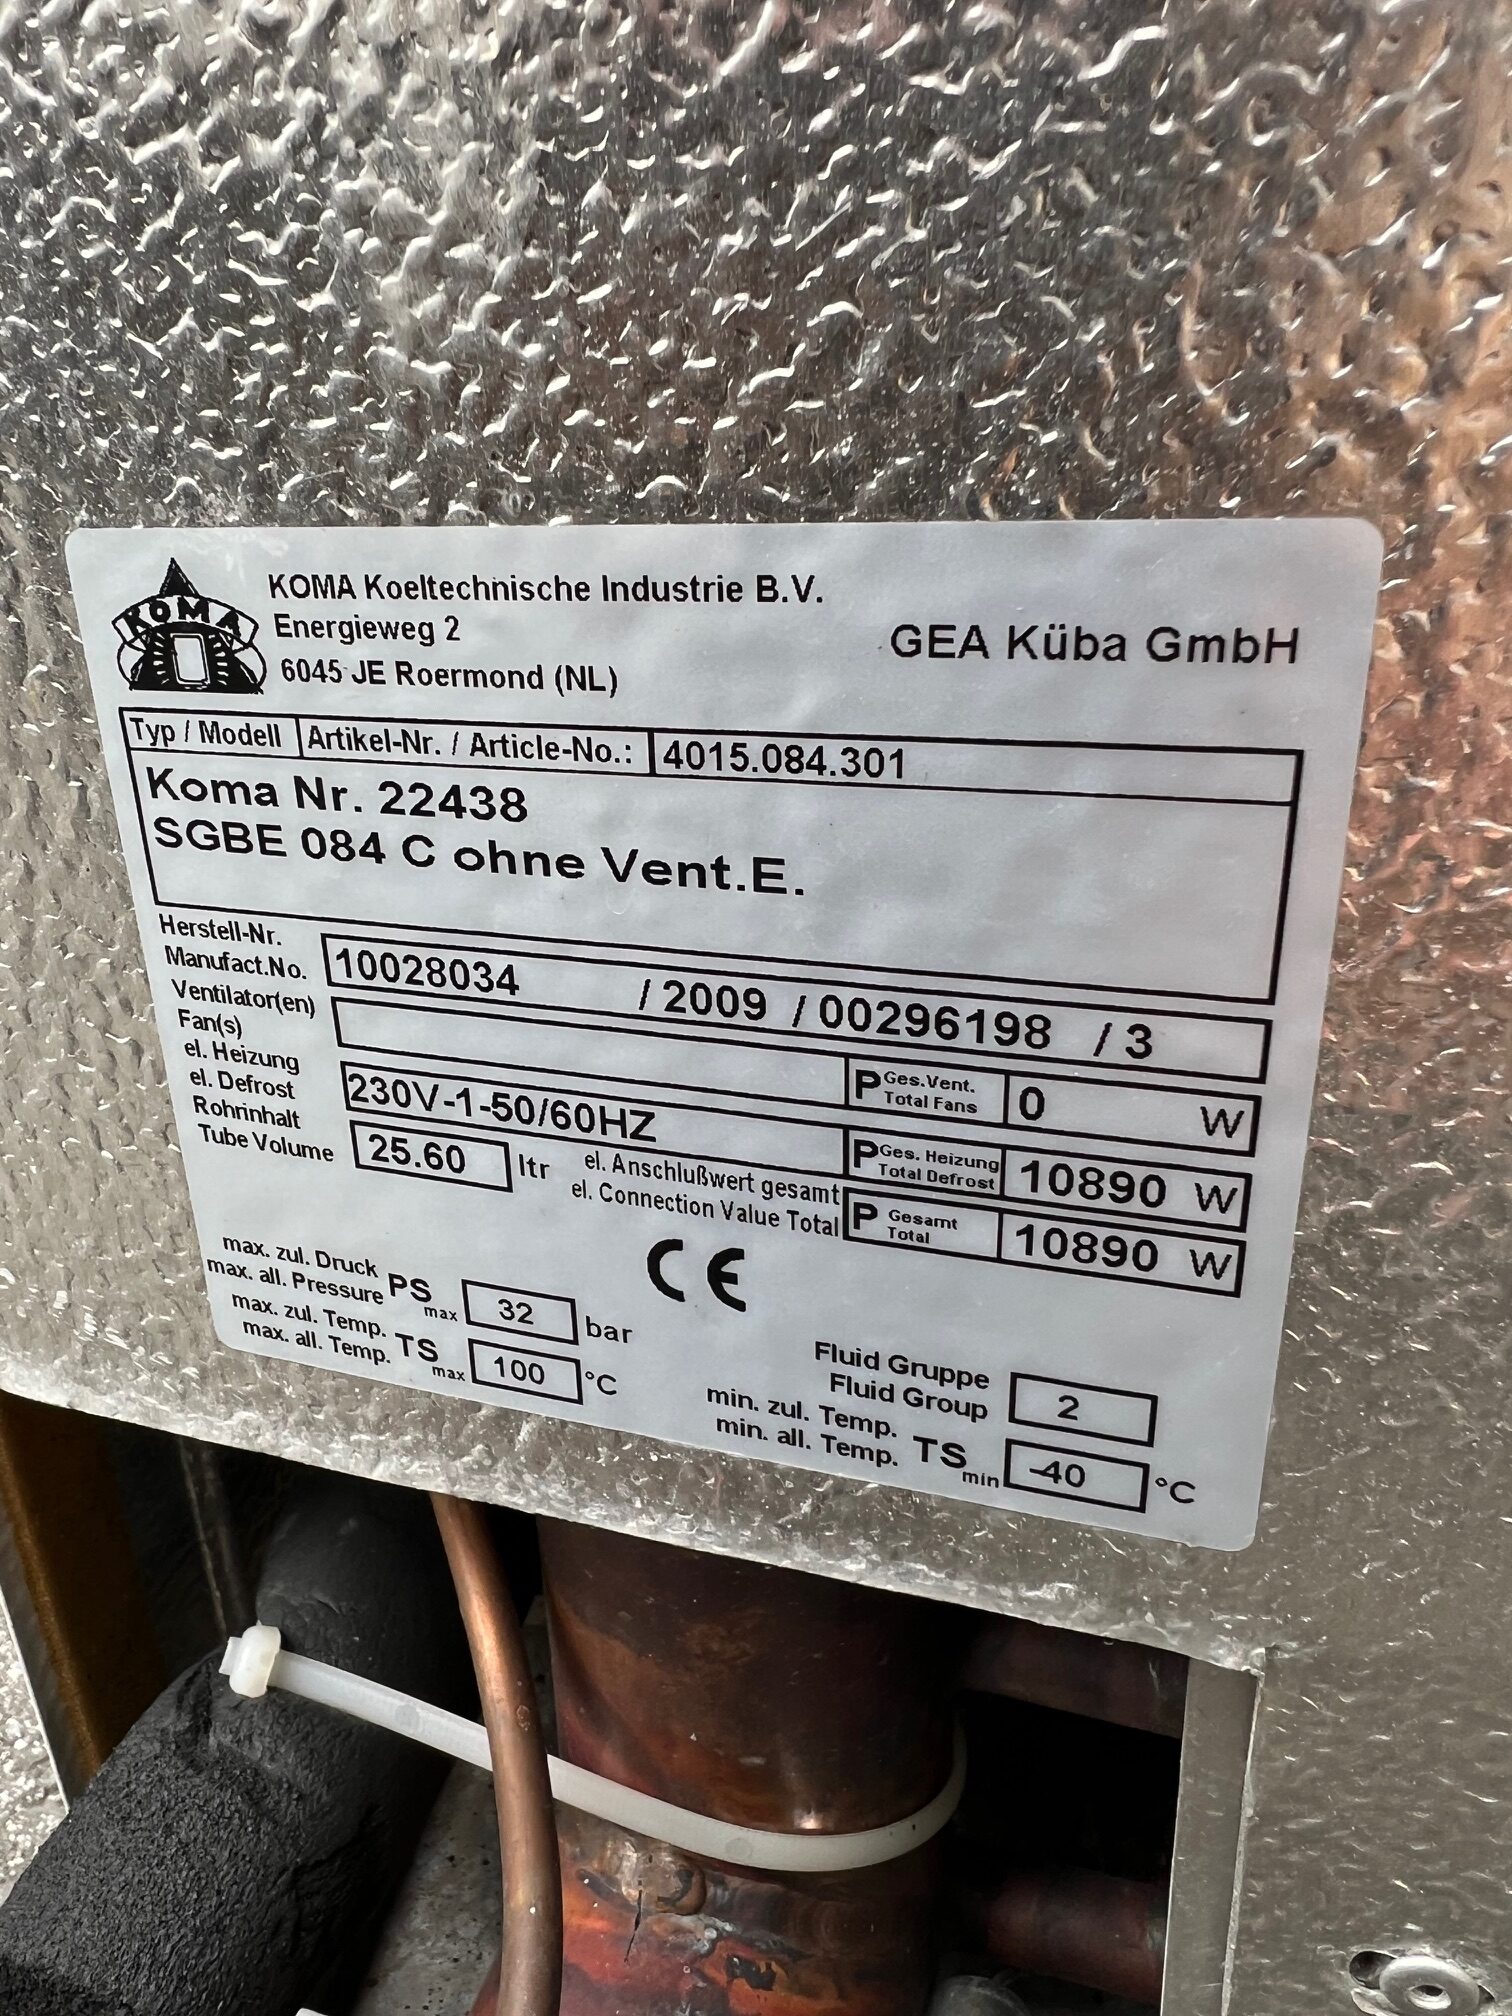 KOMA
KOMA Koeltechnische Industrie B.V.
Energieweg 2
6045 JE Roermond (NL)
GEA Küba GmbH
Typ / Modell Artikel-Nr. / Article-No.: 4015.084.301
Koma Nr. 22438
SGBE 084 C ohne Vent.E.
Herstell-Nr.
Manufact.No. 10028034 / 2009 / 00296198 / 3
Ventilator(en)
Fan(s)
P Ges.Vent.
Total Fans 0 W
el. Heizung
el. Defrost 230V-1-50/60HZ
P Ges. Heizung
Total Defrost 10890 W
Rohrinhalt
Tube Volume 25.60 ltr
el. Anschlußwert gesamt
el. Connection Value Total
P Gesamt
Total 10890 W
CE
max. zul. Druck
max. all. Pressure PS max 32 bar
max. zul. Temp.
max. all. Temp. TS max 100 °C
Fluid Gruppe
Fluid Group 2
min. zul. Temp.
min. all. Temp. TS min -40 °C